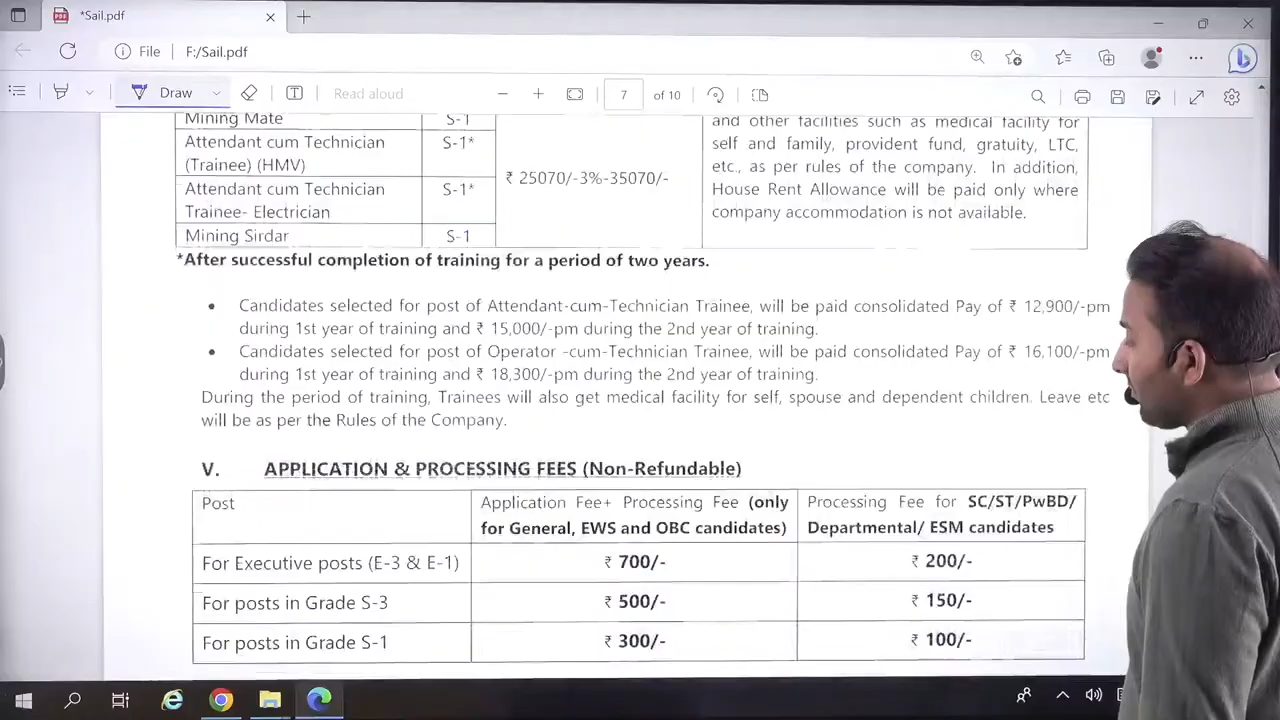 *Sail.pdf
File F:/Sail.pdf
Draw Read aloud 7 of 10
Mining Mate S-1
Attendant cum Technician (Trainee) (HMV) S-1*
Attendant cum Technician Trainee- Electrician S-1*
Mining Sirdar S-1
₹ 25070/-3%-35070/-
and other facilities such as medical facility for
self and family, provident fund, gratuity, LTC,
etc., as per rules of the company. In addition,
House Rent Allowance will be paid only where
company accommodation is not available.
*After successful completion of training for a period of two years.
• Candidates selected for post of Attendant-cum-Technician Trainee, will be paid consolidated Pay of ₹ 12,900/-pm
during 1st year of training and ₹ 15,000/-pm during the 2nd year of training.
• Candidates selected for post of Operator -cum-Technician Trainee, will be paid consolidated Pay of ₹ 16,100/-pm
during 1st year of training and ₹ 18,300/-pm during the 2nd year of training.
During the period of training, Trainees will also get medical facility for self, spouse and dependent children. Leave etc
will be as per the Rules of the Company.
V. APPLICATION & PROCESSING FEES (Non-Refundable)
Post
Application Fee+ Processing Fee (only
for General, EWS and OBC candidates)
Processing Fee for SC/ST/PwBD/
Departmental/ ESM candidates
For Executive posts (E-3 & E-1) ₹ 700/- ₹ 200/-
For posts in Grade S-3 ₹ 500/- ₹ 150/-
For posts in Grade S-1 ₹ 300/- ₹ 100/-